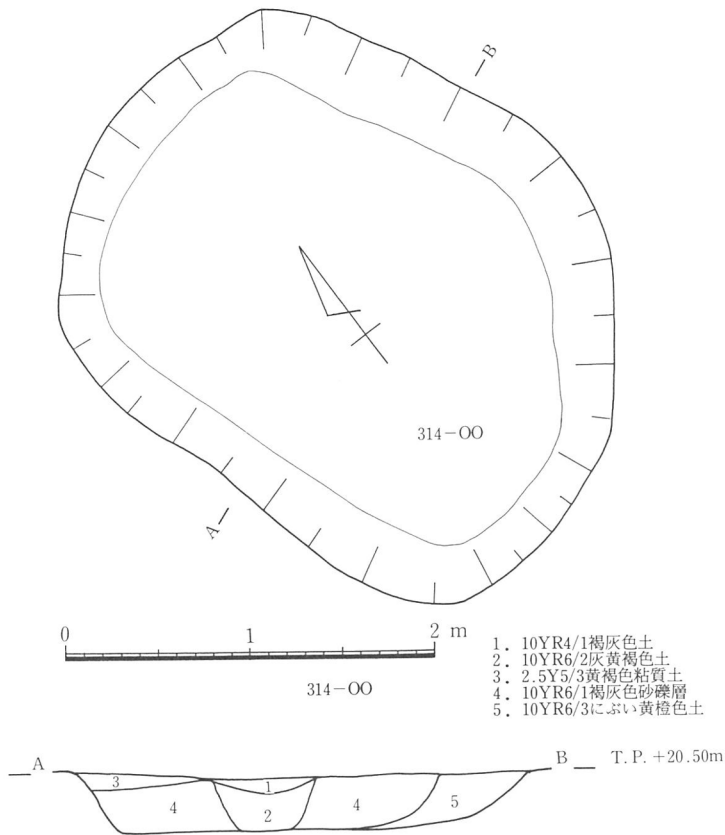 B
314-OO
A
0 1 2 m
314-OO
1. 10YR4/1褐灰色土
2. 10YR6/2灰黄褐色土
3. 2.5Y5/3黄褐色粘質土
4. 10YR6/1褐灰色砂礫層
5. 10YR6/3にぶい黄橙色土
A B T.P.+20.50m
3 1
4 2 4 5